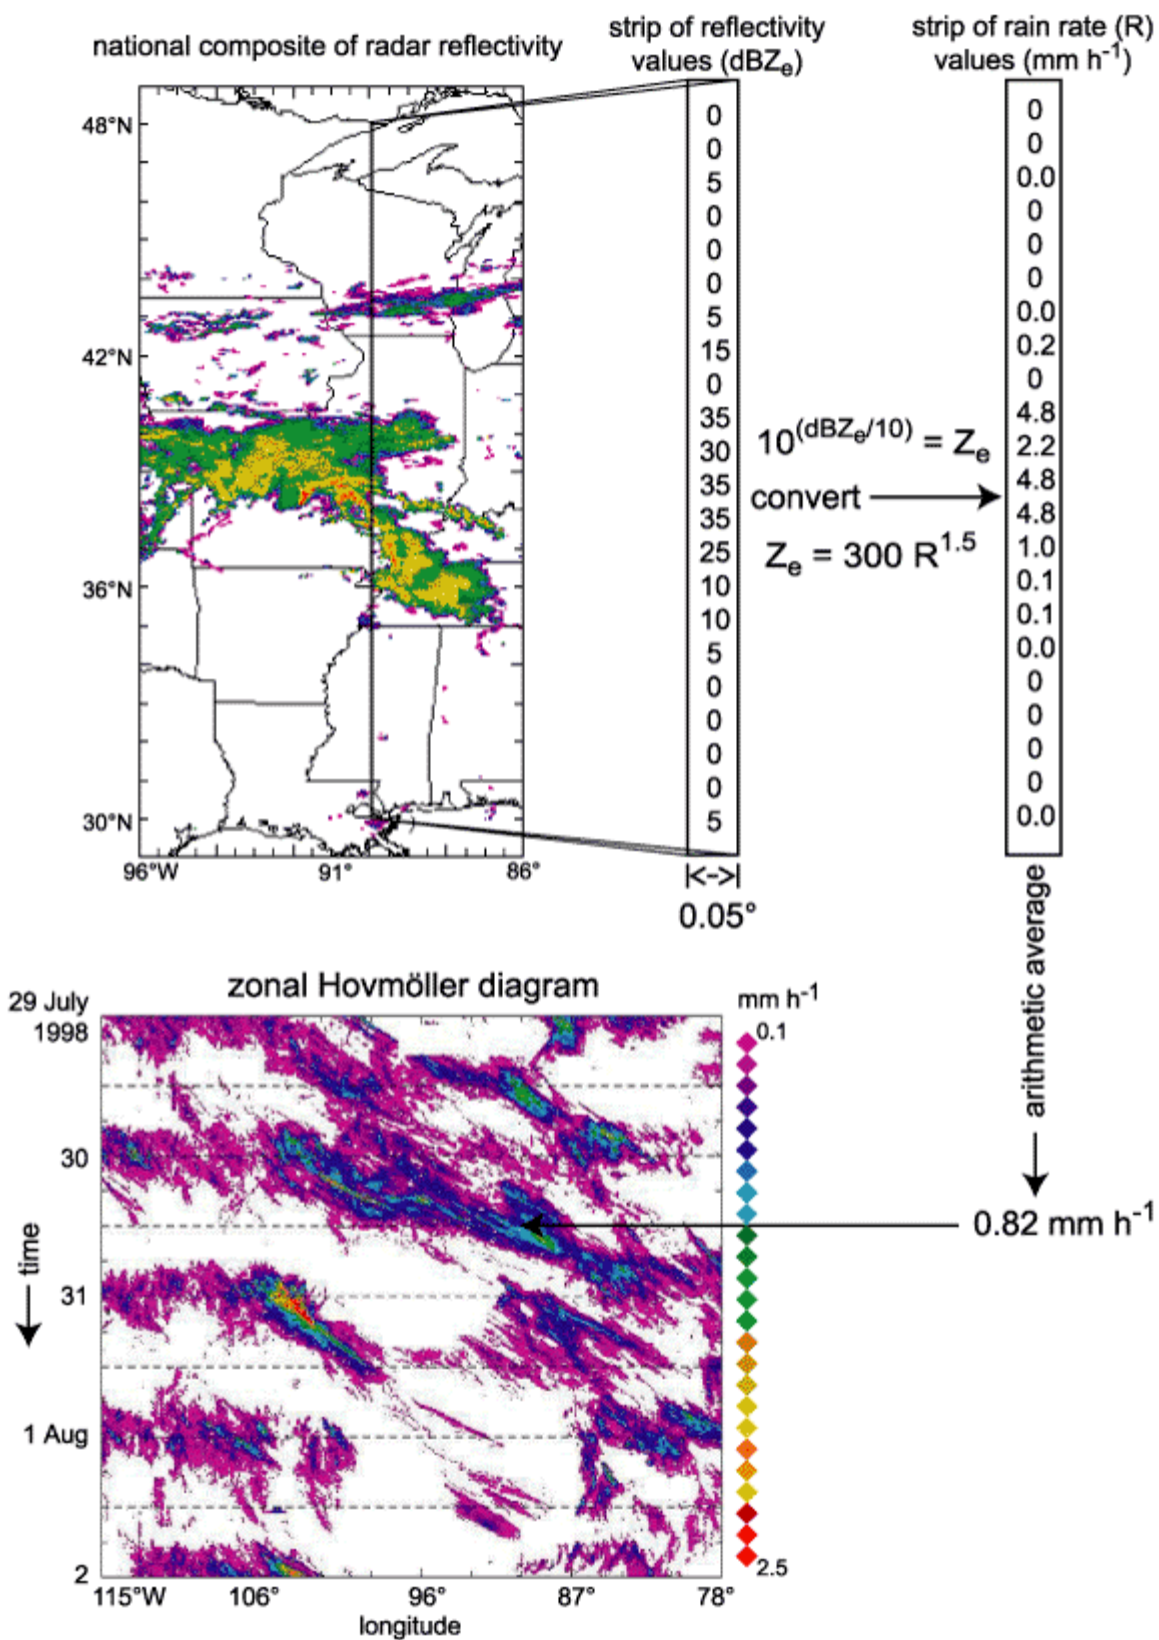 national composite of radar reflectivity
48°N
42°N
36°N
30°N
96°W 91° 86°
strip of reflectivity
values (dBZe)
0
0
5
0
0
0
5
15
0
35
30
35
35
25
10
10
5
0
0
0
0
5
|<->|
0.05°
10^(dBZe/10) = Ze
convert
Ze = 300 R^1.5
strip of rain rate (R)
values (mm h-1)
0
0
0.0
0
0
0
0.0
0.2
0
4.8
2.2
4.8
4.8
1.0
0.1
0.1
0.0
0
0
0
0
0.0
arithmetic average
0.82 mm h-1
zonal Hovmöller diagram
29 July
1998
30
31
1 Aug
2
time
115°W 106° 96° 87° 78°
longitude
mm h-1
0.1
2.5